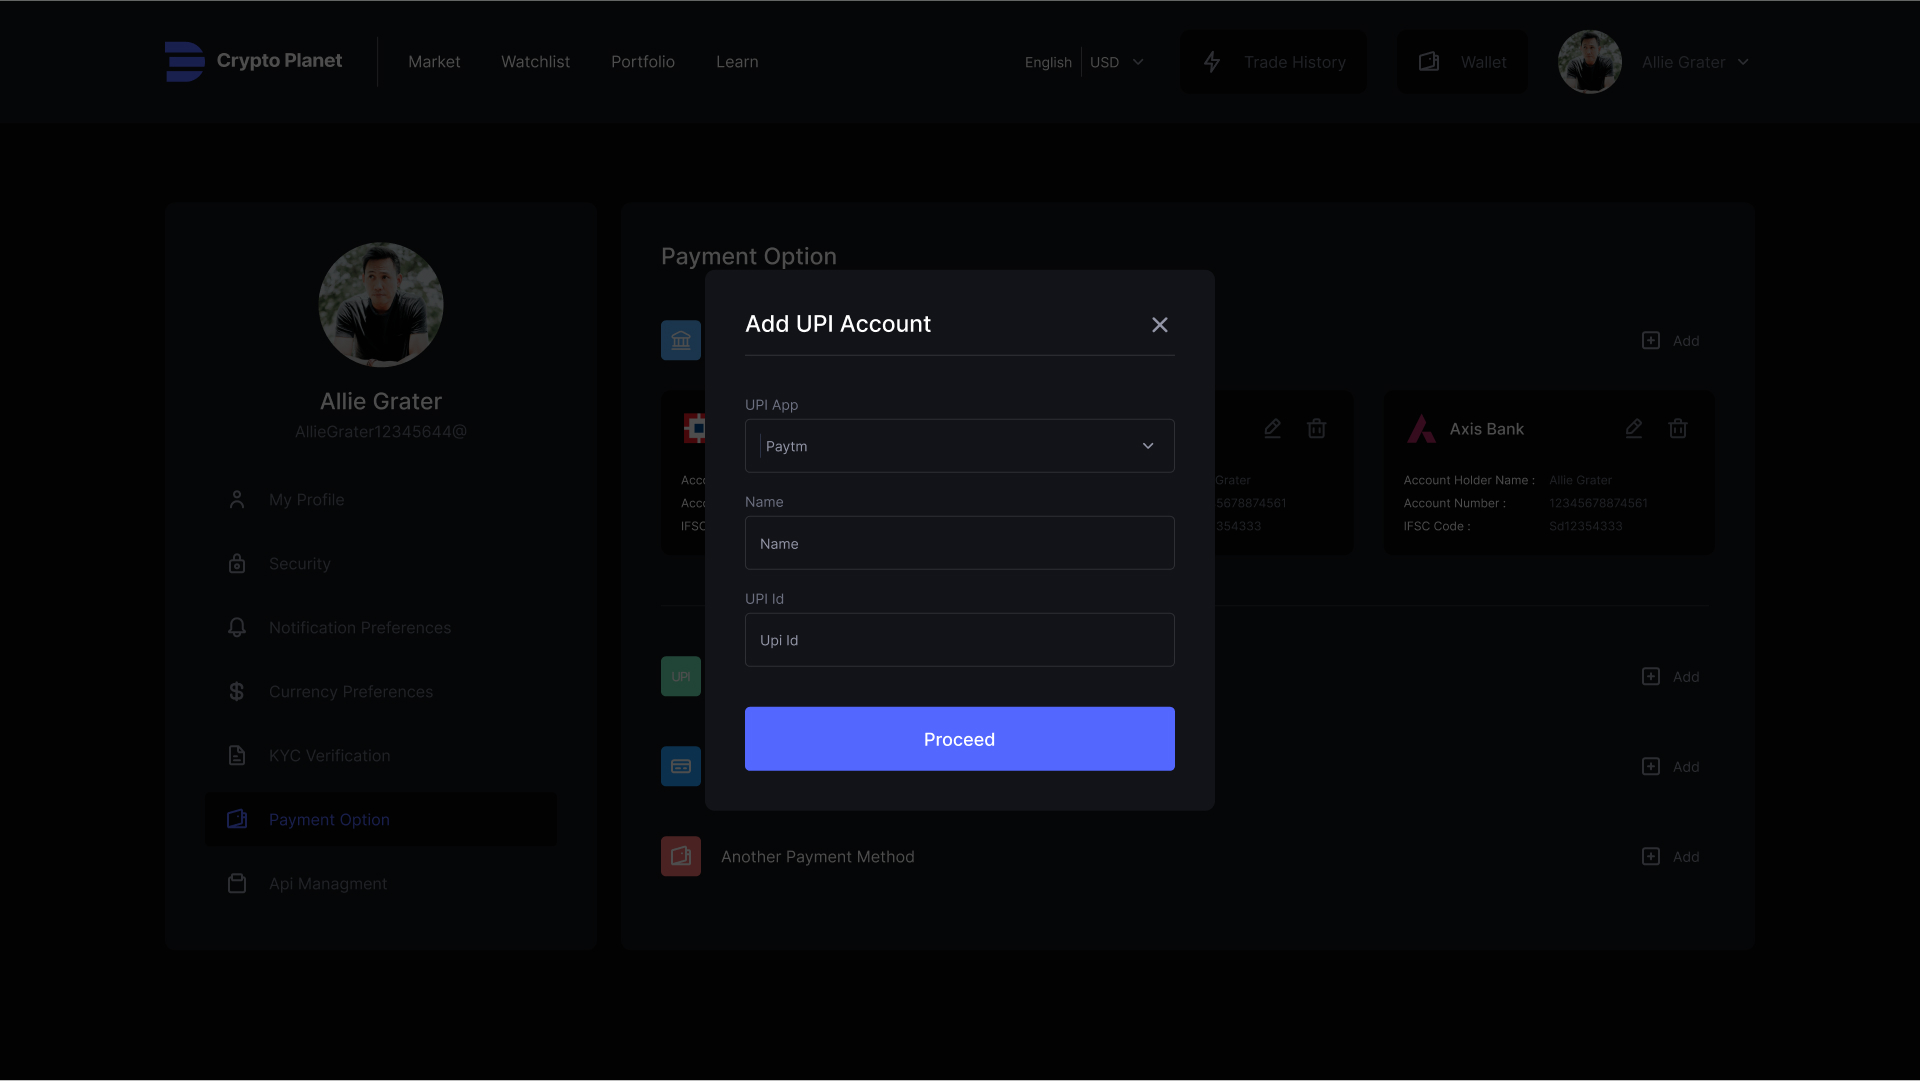 Crypto Planet
Market
Watchlist
Portfolio
Learn
English
USD
Trade History
Wallet
Allie Grater
Allie Grater
AllieGrater12345644@
My Profile
Security
Notification Preferences
Currency Preferences
KYC Verification
Payment Option
Api Managment
Payment Option
Add
Acc
Acc
IFSC
Grater
5678874561
354333
Axis Bank
Account Holder Name : Allie Grater
Account Number : 12345678874561
IFSC Code : Sd12354333
UPI
Add
Add
Another Payment Method
Add
Add UPI Account
UPI App
Paytm
Name
Name
UPI Id
Upi Id
Proceed